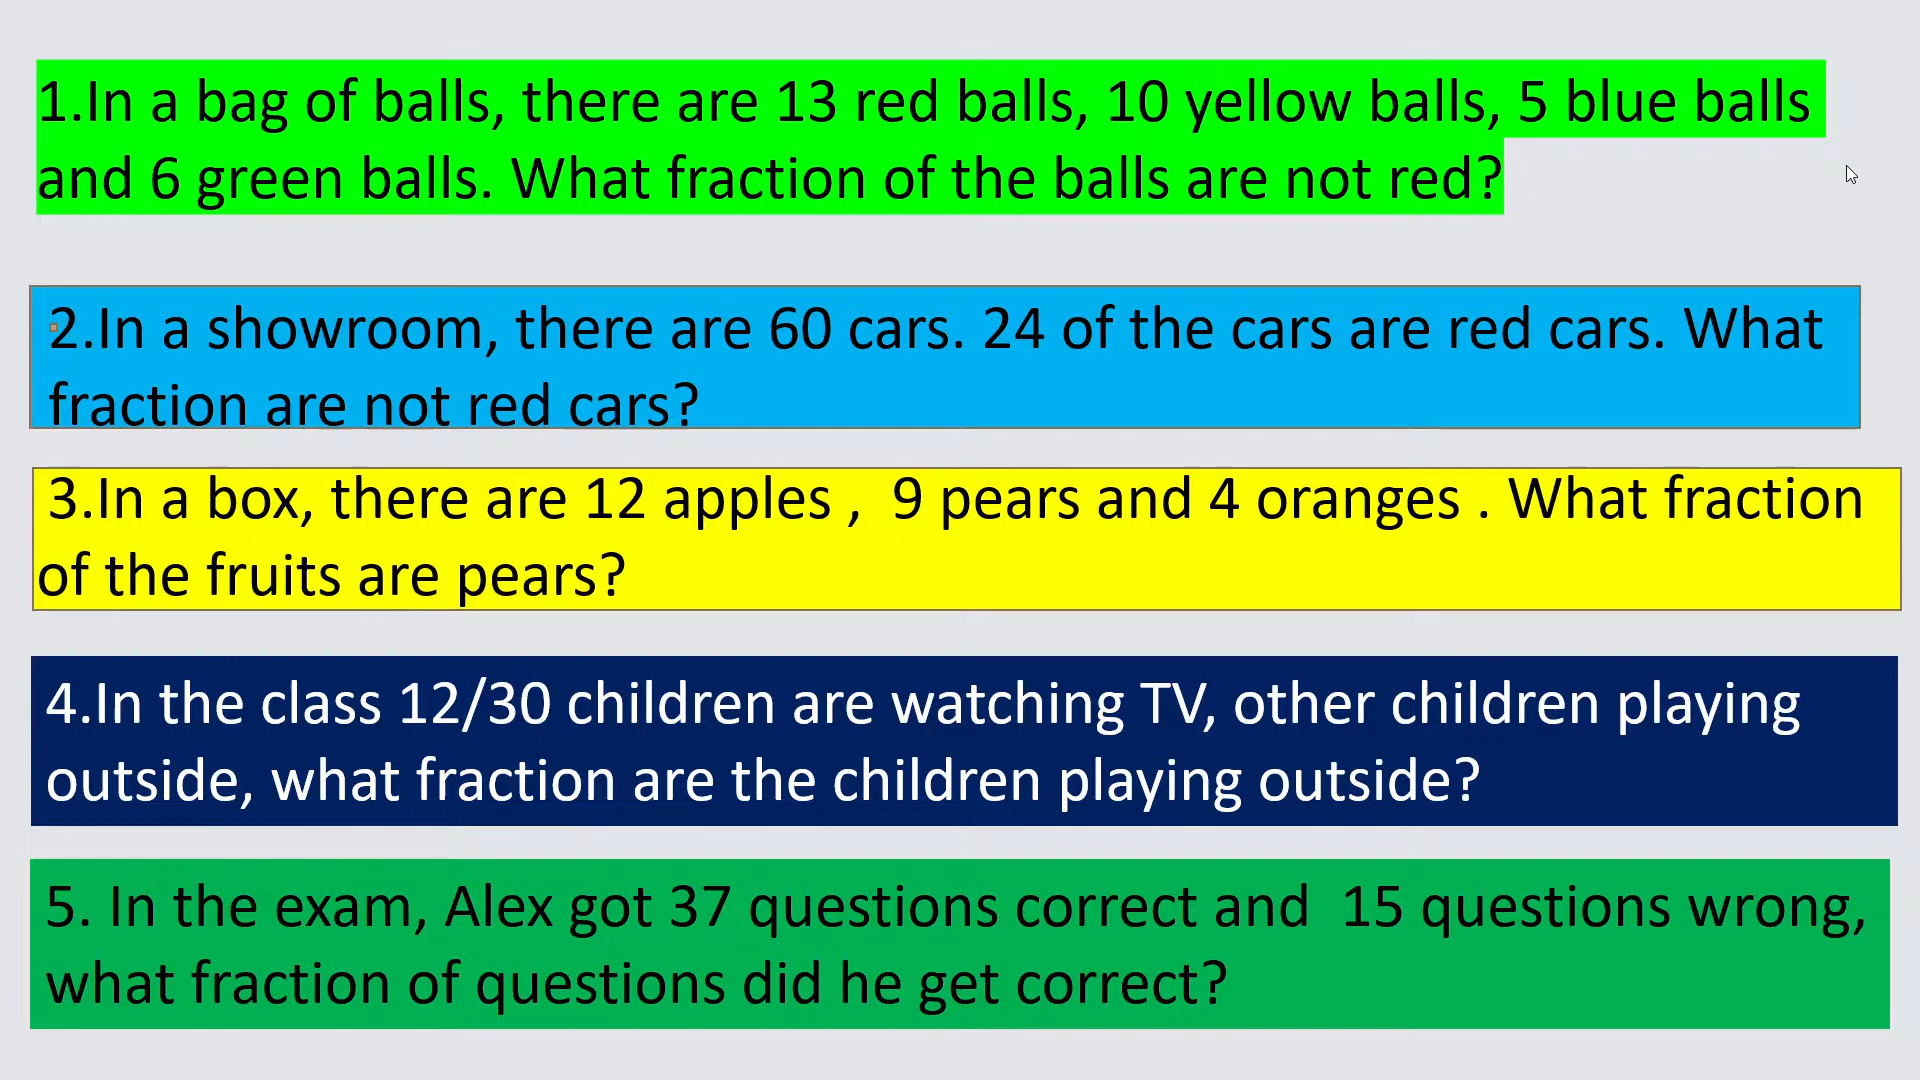 1.In a bag of balls, there are 13 red balls, 10 yellow balls, 5 blue balls
and 6 green balls. What fraction of the balls are not red?
2.In a showroom, there are 60 cars. 24 of the cars are red cars. What
fraction are not red cars?
3.In a box, there are 12 apples ,  9 pears and 4 oranges . What fraction
of the fruits are pears?
4.In the class 12/30 children are watching TV, other children playing
outside, what fraction are the children playing outside?
5. In the exam, Alex got 37 questions correct and  15 questions wrong,
what fraction of questions did he get correct?